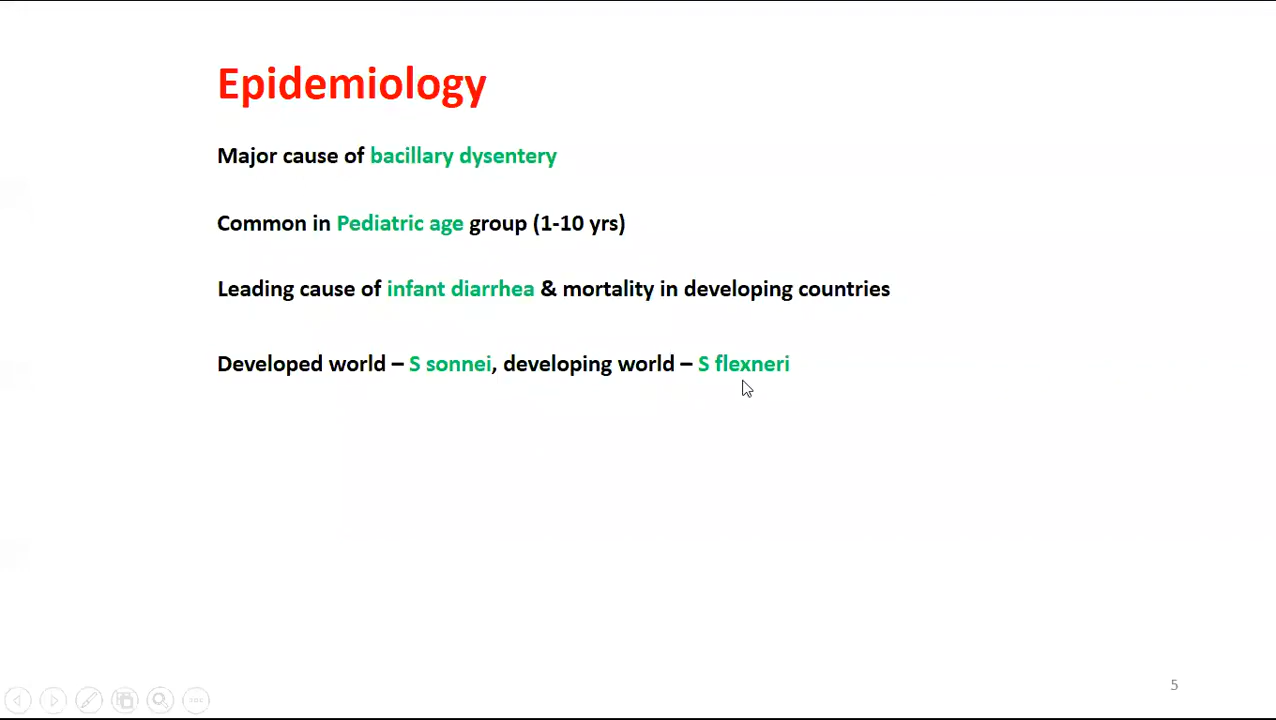 Epidemiology
Major cause of bacillary dysentery
Common in Pediatric age group (1-10 yrs)
Leading cause of infant diarrhea & mortality in developing countries
Developed world – S sonnei, developing world – S flexneri
5